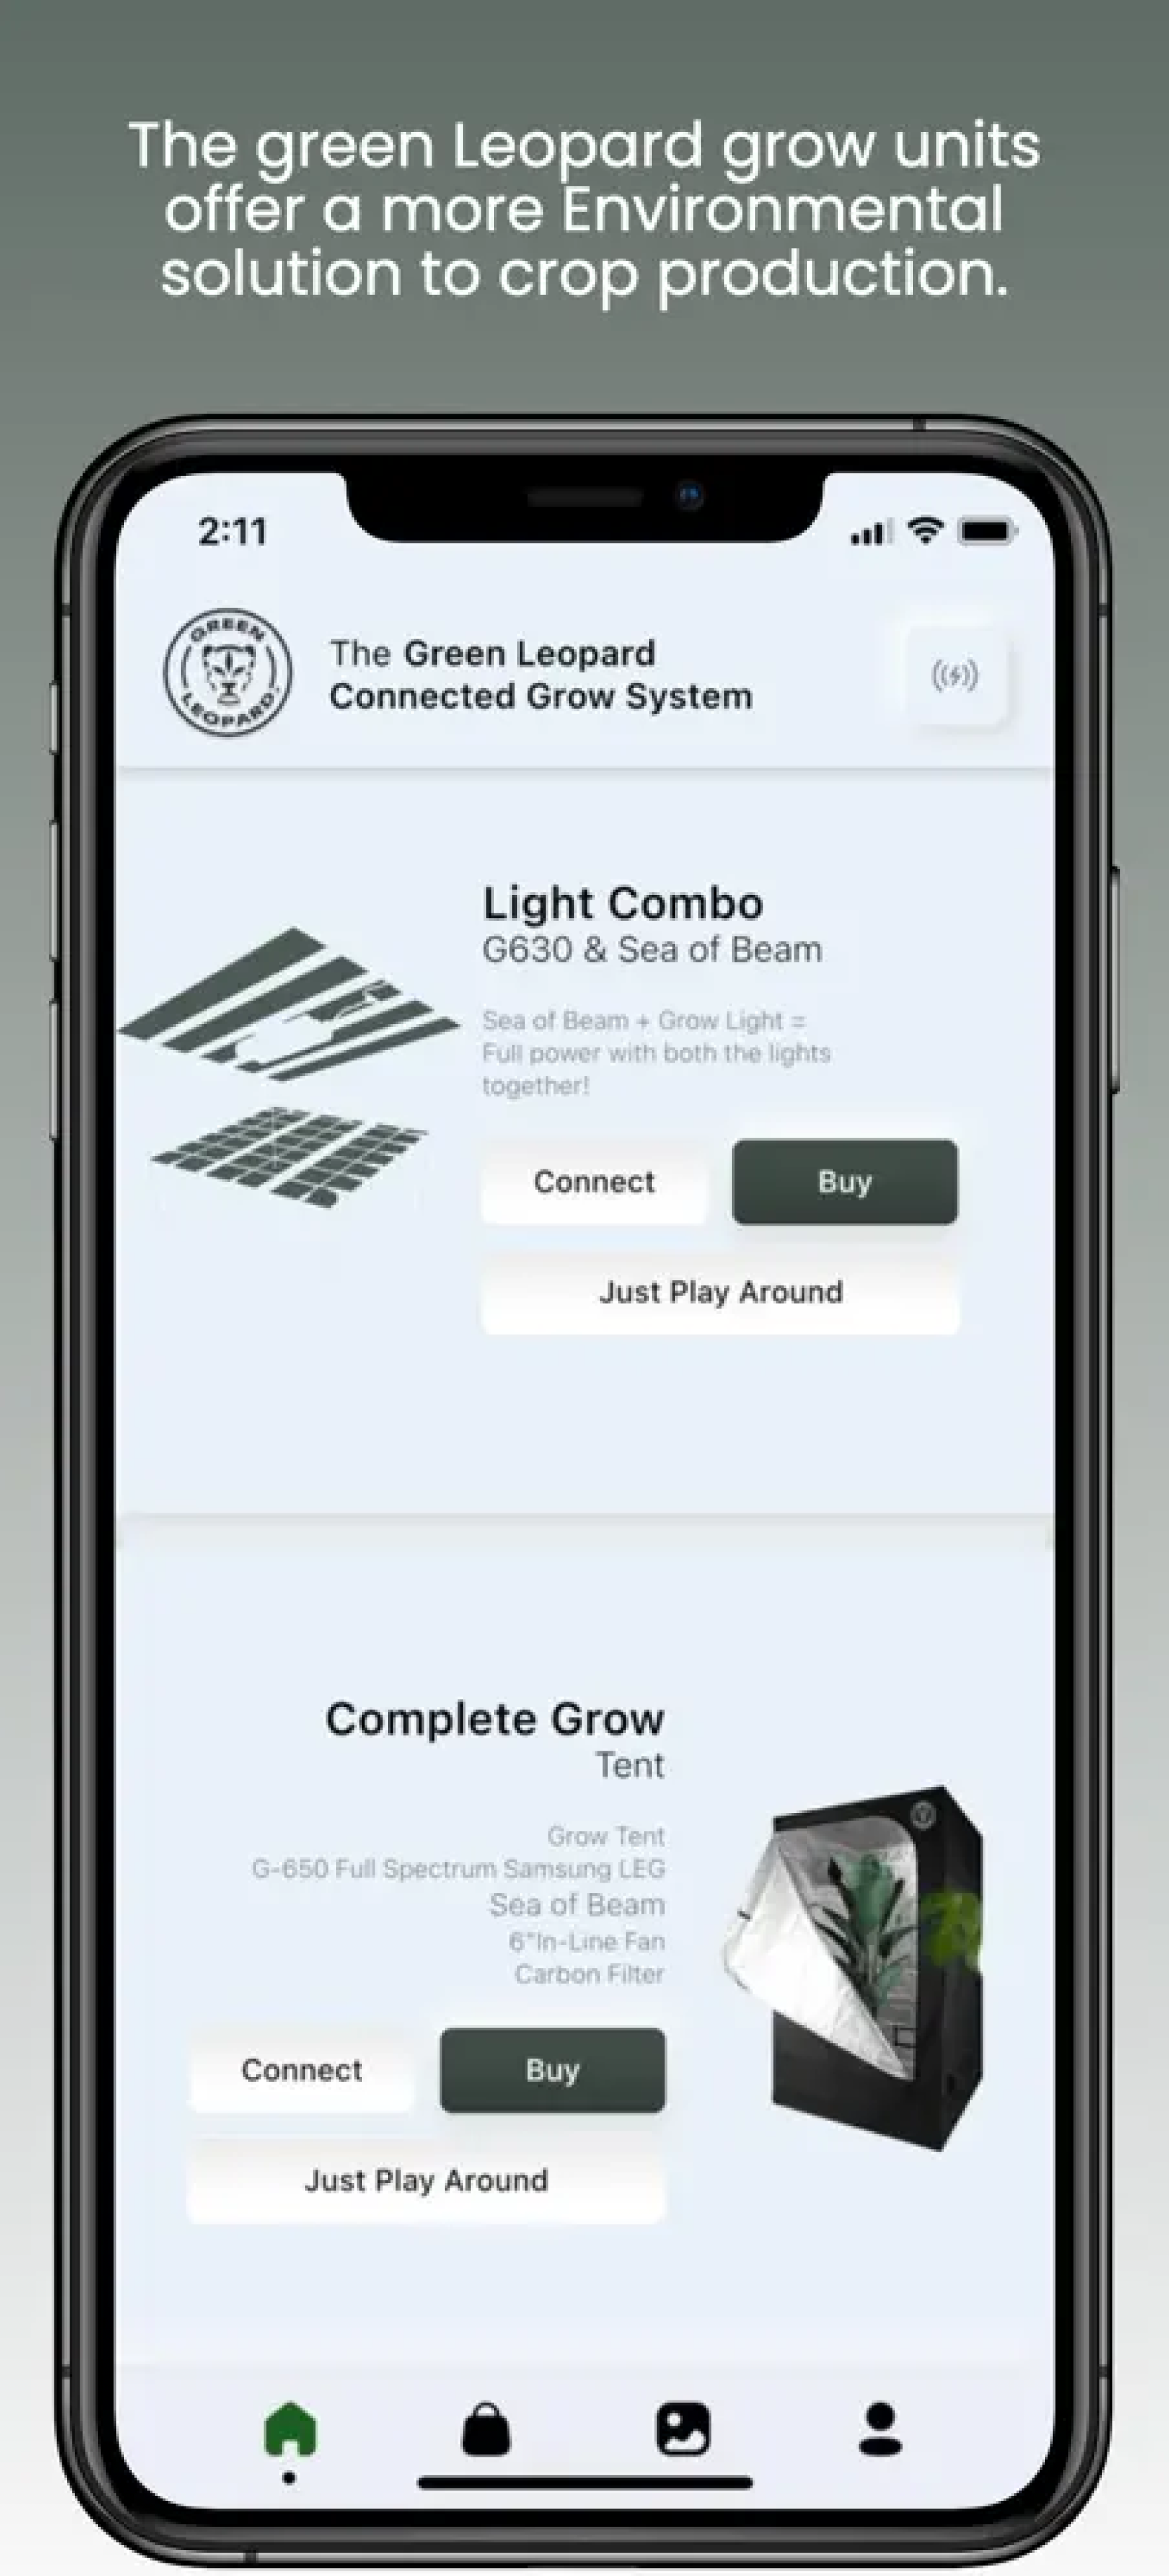 The green Leopard grow units
offer a more Environmental
solution to crop production.
2:11
GREEN
LEOPARD
The Green Leopard
Connected Grow System
Light Combo
G630 & Sea of Beam
Sea of Beam + Grow Light =
Full power with both the lights
together!
Connect
Buy
Just Play Around
Complete Grow
Tent
Grow Tent
G-650 Full Spectrum Samsung LEG
Sea of Beam
6"In-Line Fan
Carbon Filter
Connect
Buy
Just Play Around